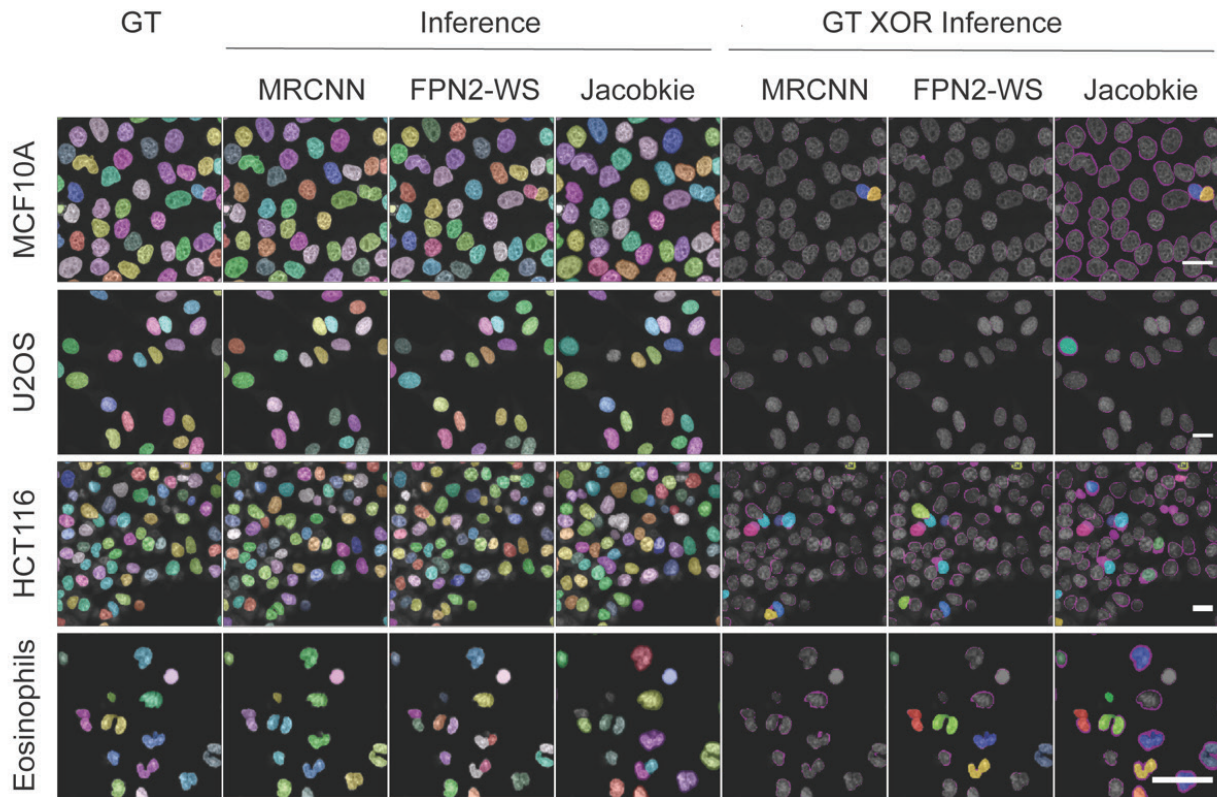 GT Inference GT XOR Inference
MRCNN FPN2-WS Jacobkie MRCNN FPN2-WS Jacobkie
MCF10A
U2OS
HCT116
Eosinophils